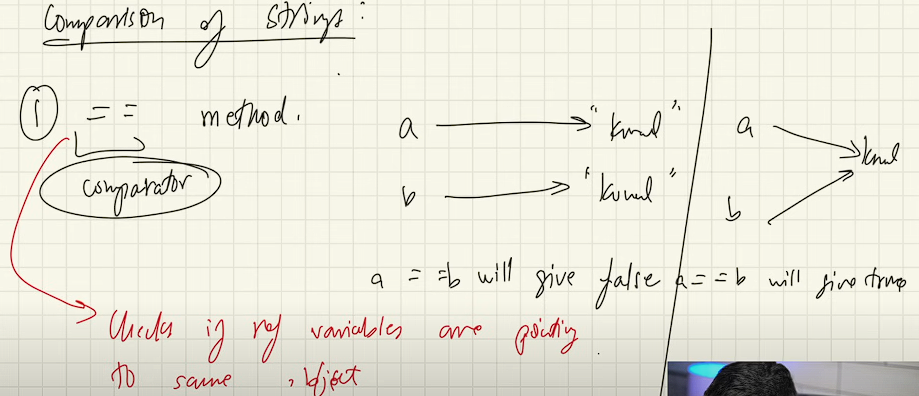 Comparison of Strings:
① == method.
comparator
a → "kunal"
b → "kunal"
a == b will give false
a
b
kunal
a == b will give true
Checks if ref variables are pointing
to same object